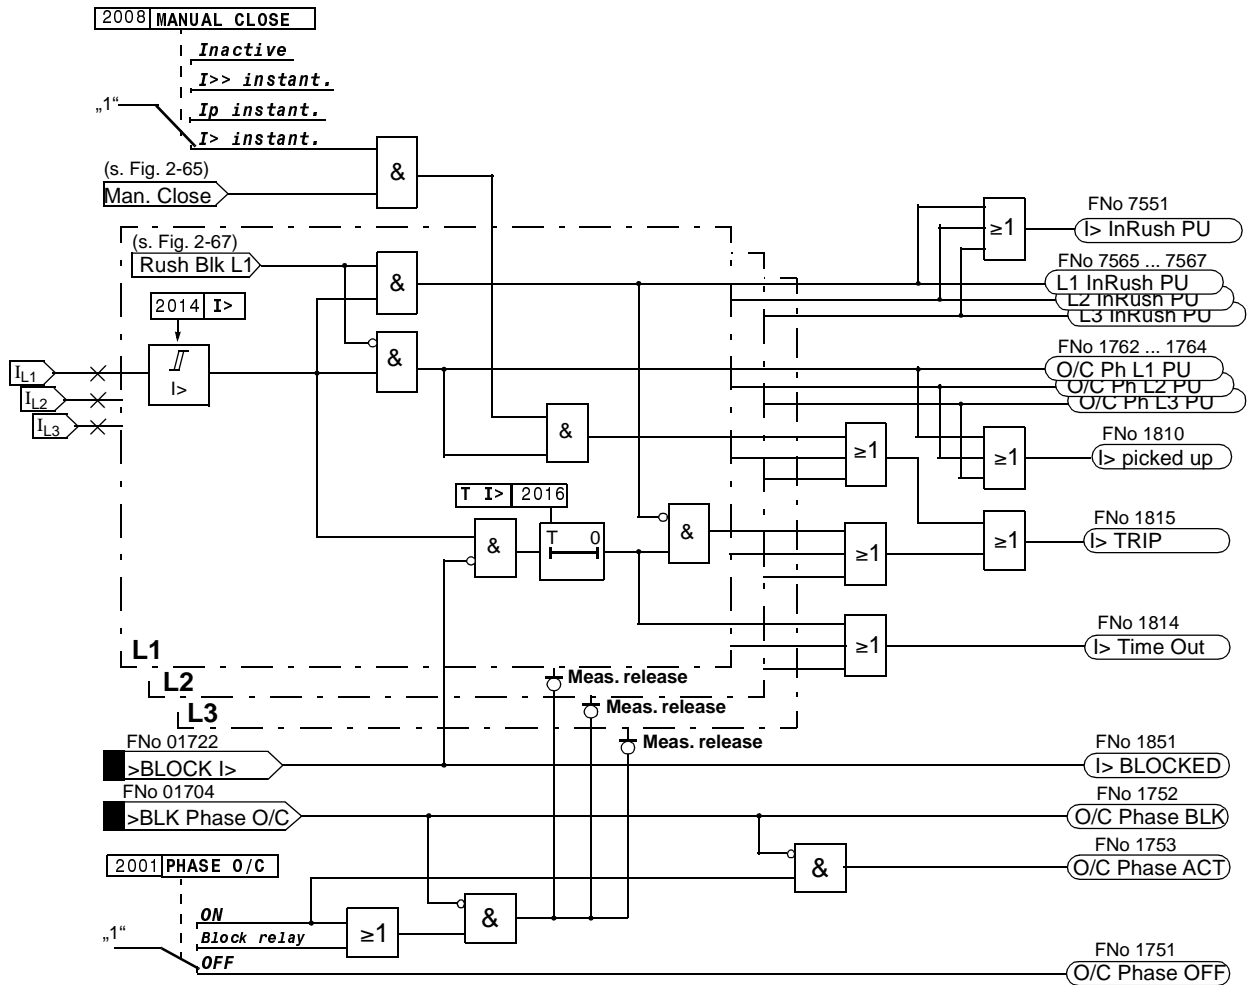 2008 MANUAL CLOSE
Inactive
I>> instant.
„1“
Ip instant.
I> instant.
(s. Fig. 2-65)
&
Man. Close
(s. Fig. 2-67)
Rush Blk L1
&
2014 I>
IL1
IL2
IL3
I>
&
&
T I> 2016
&
T 0
&
≥1
FNo 7551
I> InRush PU
FNo 7565 ... 7567
L1 InRush PU
L2 InRush PU
L3 InRush PU
FNo 1762 ... 1764
O/C Ph L1 PU
O/C Ph L2 PU
O/C Ph L3 PU
≥1
≥1
FNo 1810
I> picked up
≥1
≥1
FNo 1815
I> TRIP
≥1
FNo 1814
I> Time Out
L1
L2
L3
Meas. release
Meas. release
Meas. release
FNo 01722
>BLOCK I>
FNo 1851
I> BLOCKED
FNo 01704
>BLK Phase O/C
FNo 1752
O/C Phase BLK
2001 PHASE O/C
&
FNo 1753
O/C Phase ACT
ON
Block relay
OFF
„1“
≥1
&
FNo 1751
O/C Phase OFF